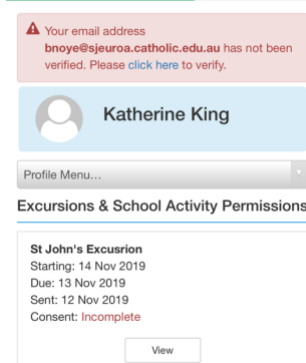 Your email address
bnoye@sjeuroa.catholic.edu.au has not been
verified. Please click here to verify.
Katherine King
Profile Menu...
Excursions & School Activity Permissions
St John's Excusrion
Starting: 14 Nov 2019
Due: 13 Nov 2019
Sent: 12 Nov 2019
Consent: Incomplete
View